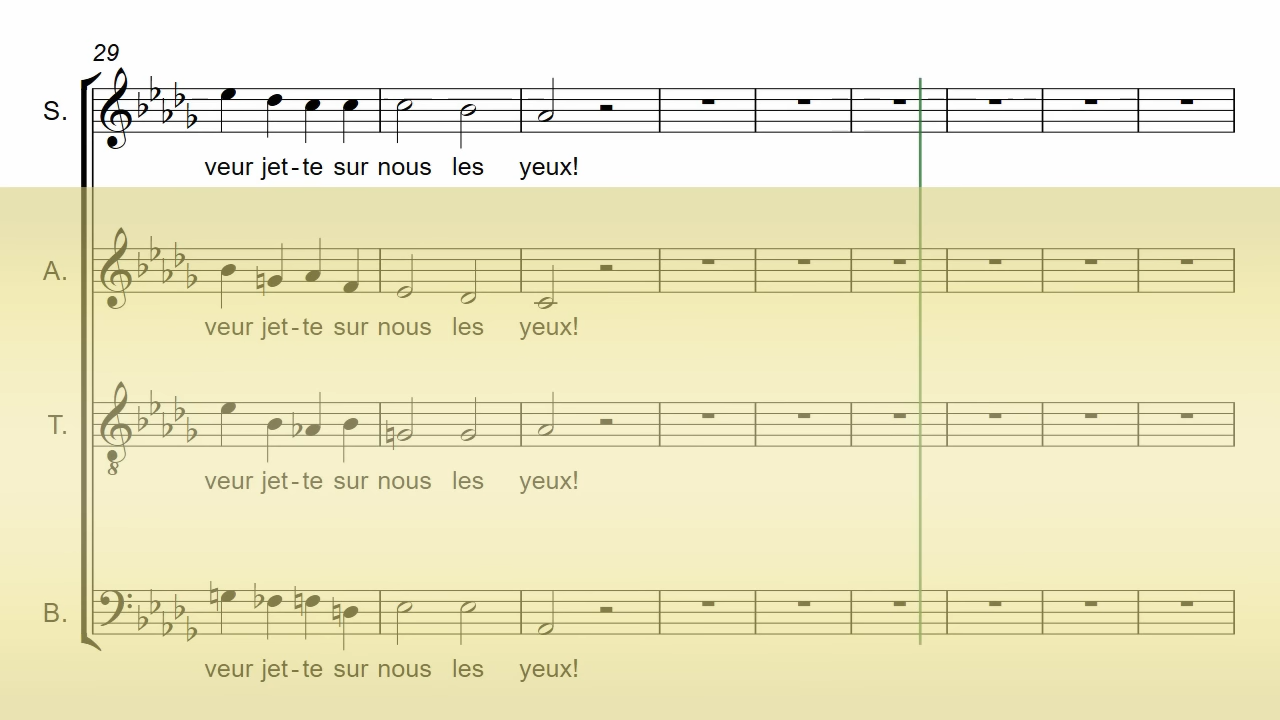 29
S.
veur jet-te sur nous les yeux!
A.
veur jet-te sur nous les yeux!
T.
8
veur jet-te sur nous les yeux!
B.
veur jet-te sur nous les yeux!